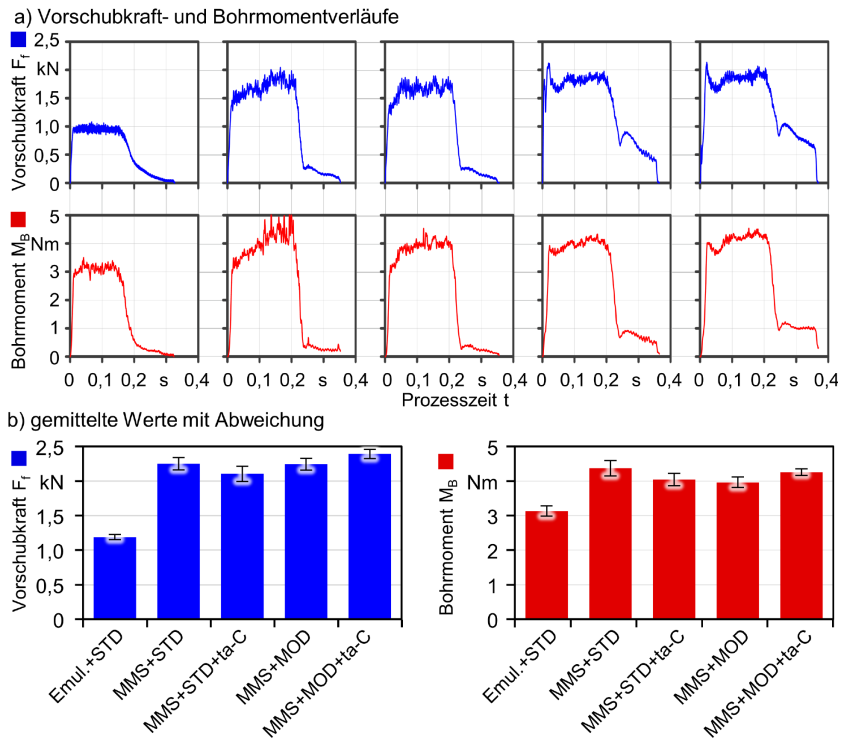 a) Vorschubkraft- und Bohrmomentverläufe
Vorschubkraft Ff
2,5
kN
1,5
1,0
0,5
0
Bohrmoment MB
5
Nm
3
2
1
0
0 0,1 0,2 s 0,4
0 0,1 0,2 s 0,4
0 0,1 0,2 s 0,4
0 0,1 0,2 s 0,4
0 0,1 0,2 s 0,4
Prozesszeit t
b) gemittelte Werte mit Abweichung
Vorschubkraft Ff
2,5
kN
1,5
1,0
0,5
0
Emul.+STD
MMS+STD
MMS+STD+ta-C
MMS+MOD
MMS+MOD+ta-C
Bohrmoment MB
5
Nm
3
2
1
0
Emul.+STD
MMS+STD
MMS+STD+ta-C
MMS+MOD
MMS+MOD+ta-C